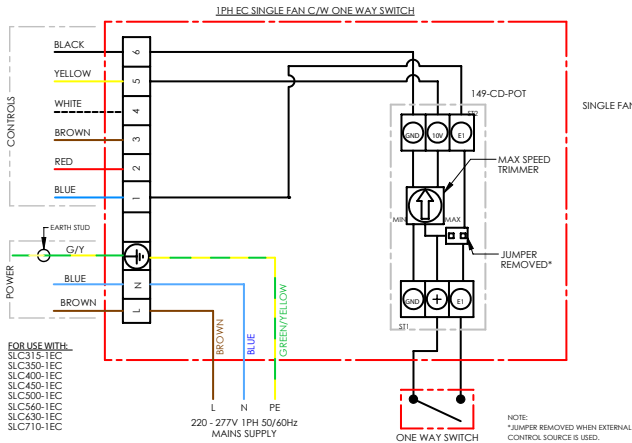 1PH EC SINGLE FAN C/W ONE WAY SWITCH
CONTROLS
BLACK
YELLOW
WHITE
BROWN
RED
BLUE
6
5
4
3
2
1
POWER
EARTH STUD
G/Y
BLUE
BROWN
N
L
149-CD-POT
ST2
GND
10V
E1
SINGLE FAN
MAX SPEED
TRIMMER
MIN
MAX
JUMPER
REMOVED*
GND
+
E1
ST1
BROWN
BLUE
GREEN/YELLOW
L
N
PE
220 - 277V 1PH 50/60Hz
MAINS SUPPLY
FOR USE WITH:
SLC315-1EC
SLC350-1EC
SLC400-1EC
SLC450-1EC
SLC500-1EC
SLC560-1EC
SLC630-1EC
SLC710-1EC
ONE WAY SWITCH
NOTE:
*JUMPER REMOVED WHEN EXTERNAL
CONTROL SOURCE IS USED.